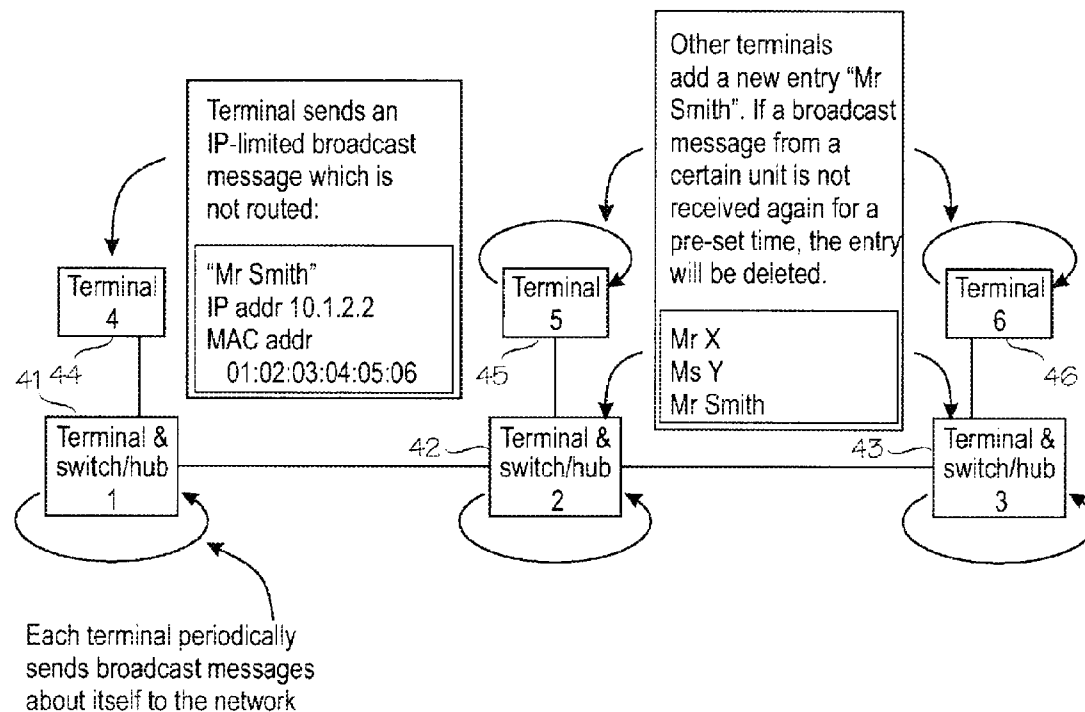 Terminal sends an
IP-limited broadcast
message which is
not routed:
"Mr Smith"
IP addr 10.1.2.2
MAC addr
01:02:03:04:05:06
Other terminals
add a new entry "Mr
Smith". If a broadcast
message from a
certain unit is not
received again for a
pre-set time, the entry
will be deleted.
Mr X
Ms Y
Mr Smith
Terminal
4
44
Terminal
5
45
Terminal
6
46
41
Terminal &
switch/hub
1
42
Terminal &
switch/hub
2
43
Terminal &
switch/hub
3
Each terminal periodically
sends broadcast messages
about itself to the network